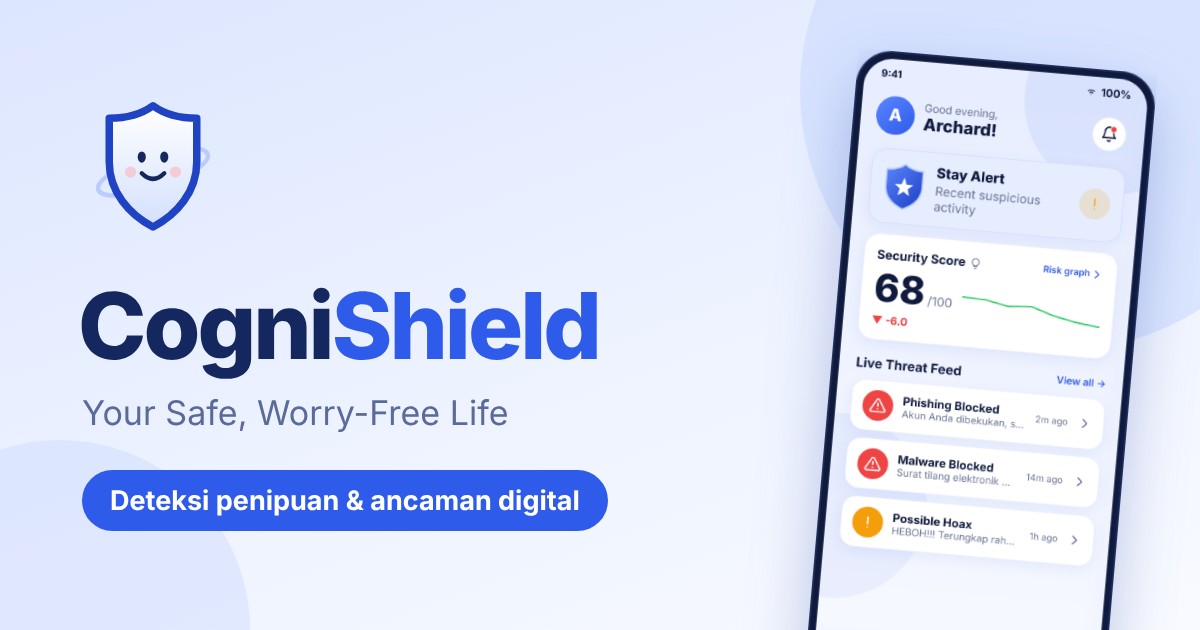 CogniShield
Your Safe, Worry-Free Life
Deteksi penipuan & ancaman digital
9:41
100%
A
Good evening,
Archard!
Stay Alert
Recent suspicious
activity
!
Security Score
Risk graph >
68 /100
▼ -6.0
Live Threat Feed
View all →
Phishing Blocked
Akun Anda dibekukan, s...
2m ago
Malware Blocked
Surat tilang elektronik ...
14m ago
!
Possible Hoax
HEBOH!!! Terungkap rah...
1h ago